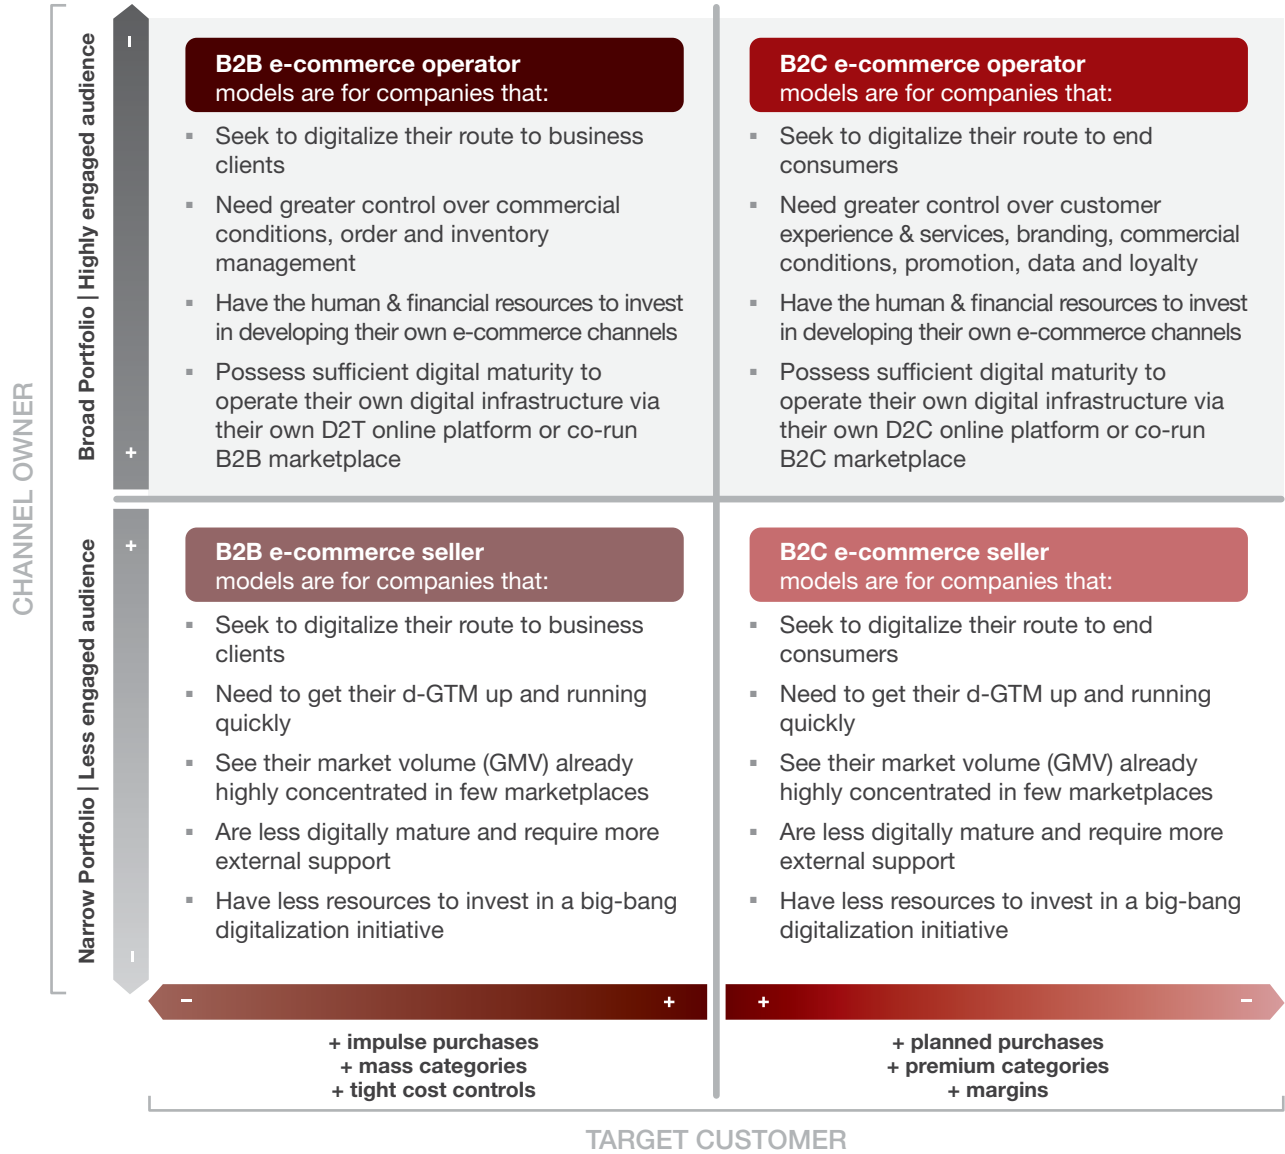 CHANNEL OWNER
Broad Portfolio | Highly engaged audience
–
+
B2B e-commerce operator
models are for companies that:
▪ Seek to digitalize their route to business
clients
▪ Need greater control over commercial
conditions, order and inventory
management
▪ Have the human & financial resources to invest
in developing their own e-commerce channels
▪ Possess sufficient digital maturity to
operate their own digital infrastructure via
their own D2T online platform or co-run
B2B marketplace
B2C e-commerce operator
models are for companies that:
▪ Seek to digitalize their route to end
consumers
▪ Need greater control over customer
experience & services, branding, commercial
conditions, promotion, data and loyalty
▪ Have the human & financial resources to invest
in developing their own e-commerce channels
▪ Possess sufficient digital maturity to
operate their own digital infrastructure via
their own D2C online platform or co-run
B2C marketplace
Narrow Portfolio | Less engaged audience
+
–
B2B e-commerce seller
models are for companies that:
▪ Seek to digitalize their route to business
clients
▪ Need to get their d-GTM up and running
quickly
▪ See their market volume (GMV) already
highly concentrated in few marketplaces
▪ Are less digitally mature and require more
external support
▪ Have less resources to invest in a big-bang
digitalization initiative
B2C e-commerce seller
models are for companies that:
▪ Seek to digitalize their route to end
consumers
▪ Need to get their d-GTM up and running
quickly
▪ See their market volume (GMV) already
highly concentrated in few marketplaces
▪ Are less digitally mature and require more
external support
▪ Have less resources to invest in a big-bang
digitalization initiative
– +
+ –
+ impulse purchases
+ mass categories
+ tight cost controls
+ planned purchases
+ premium categories
+ margins
TARGET CUSTOMER